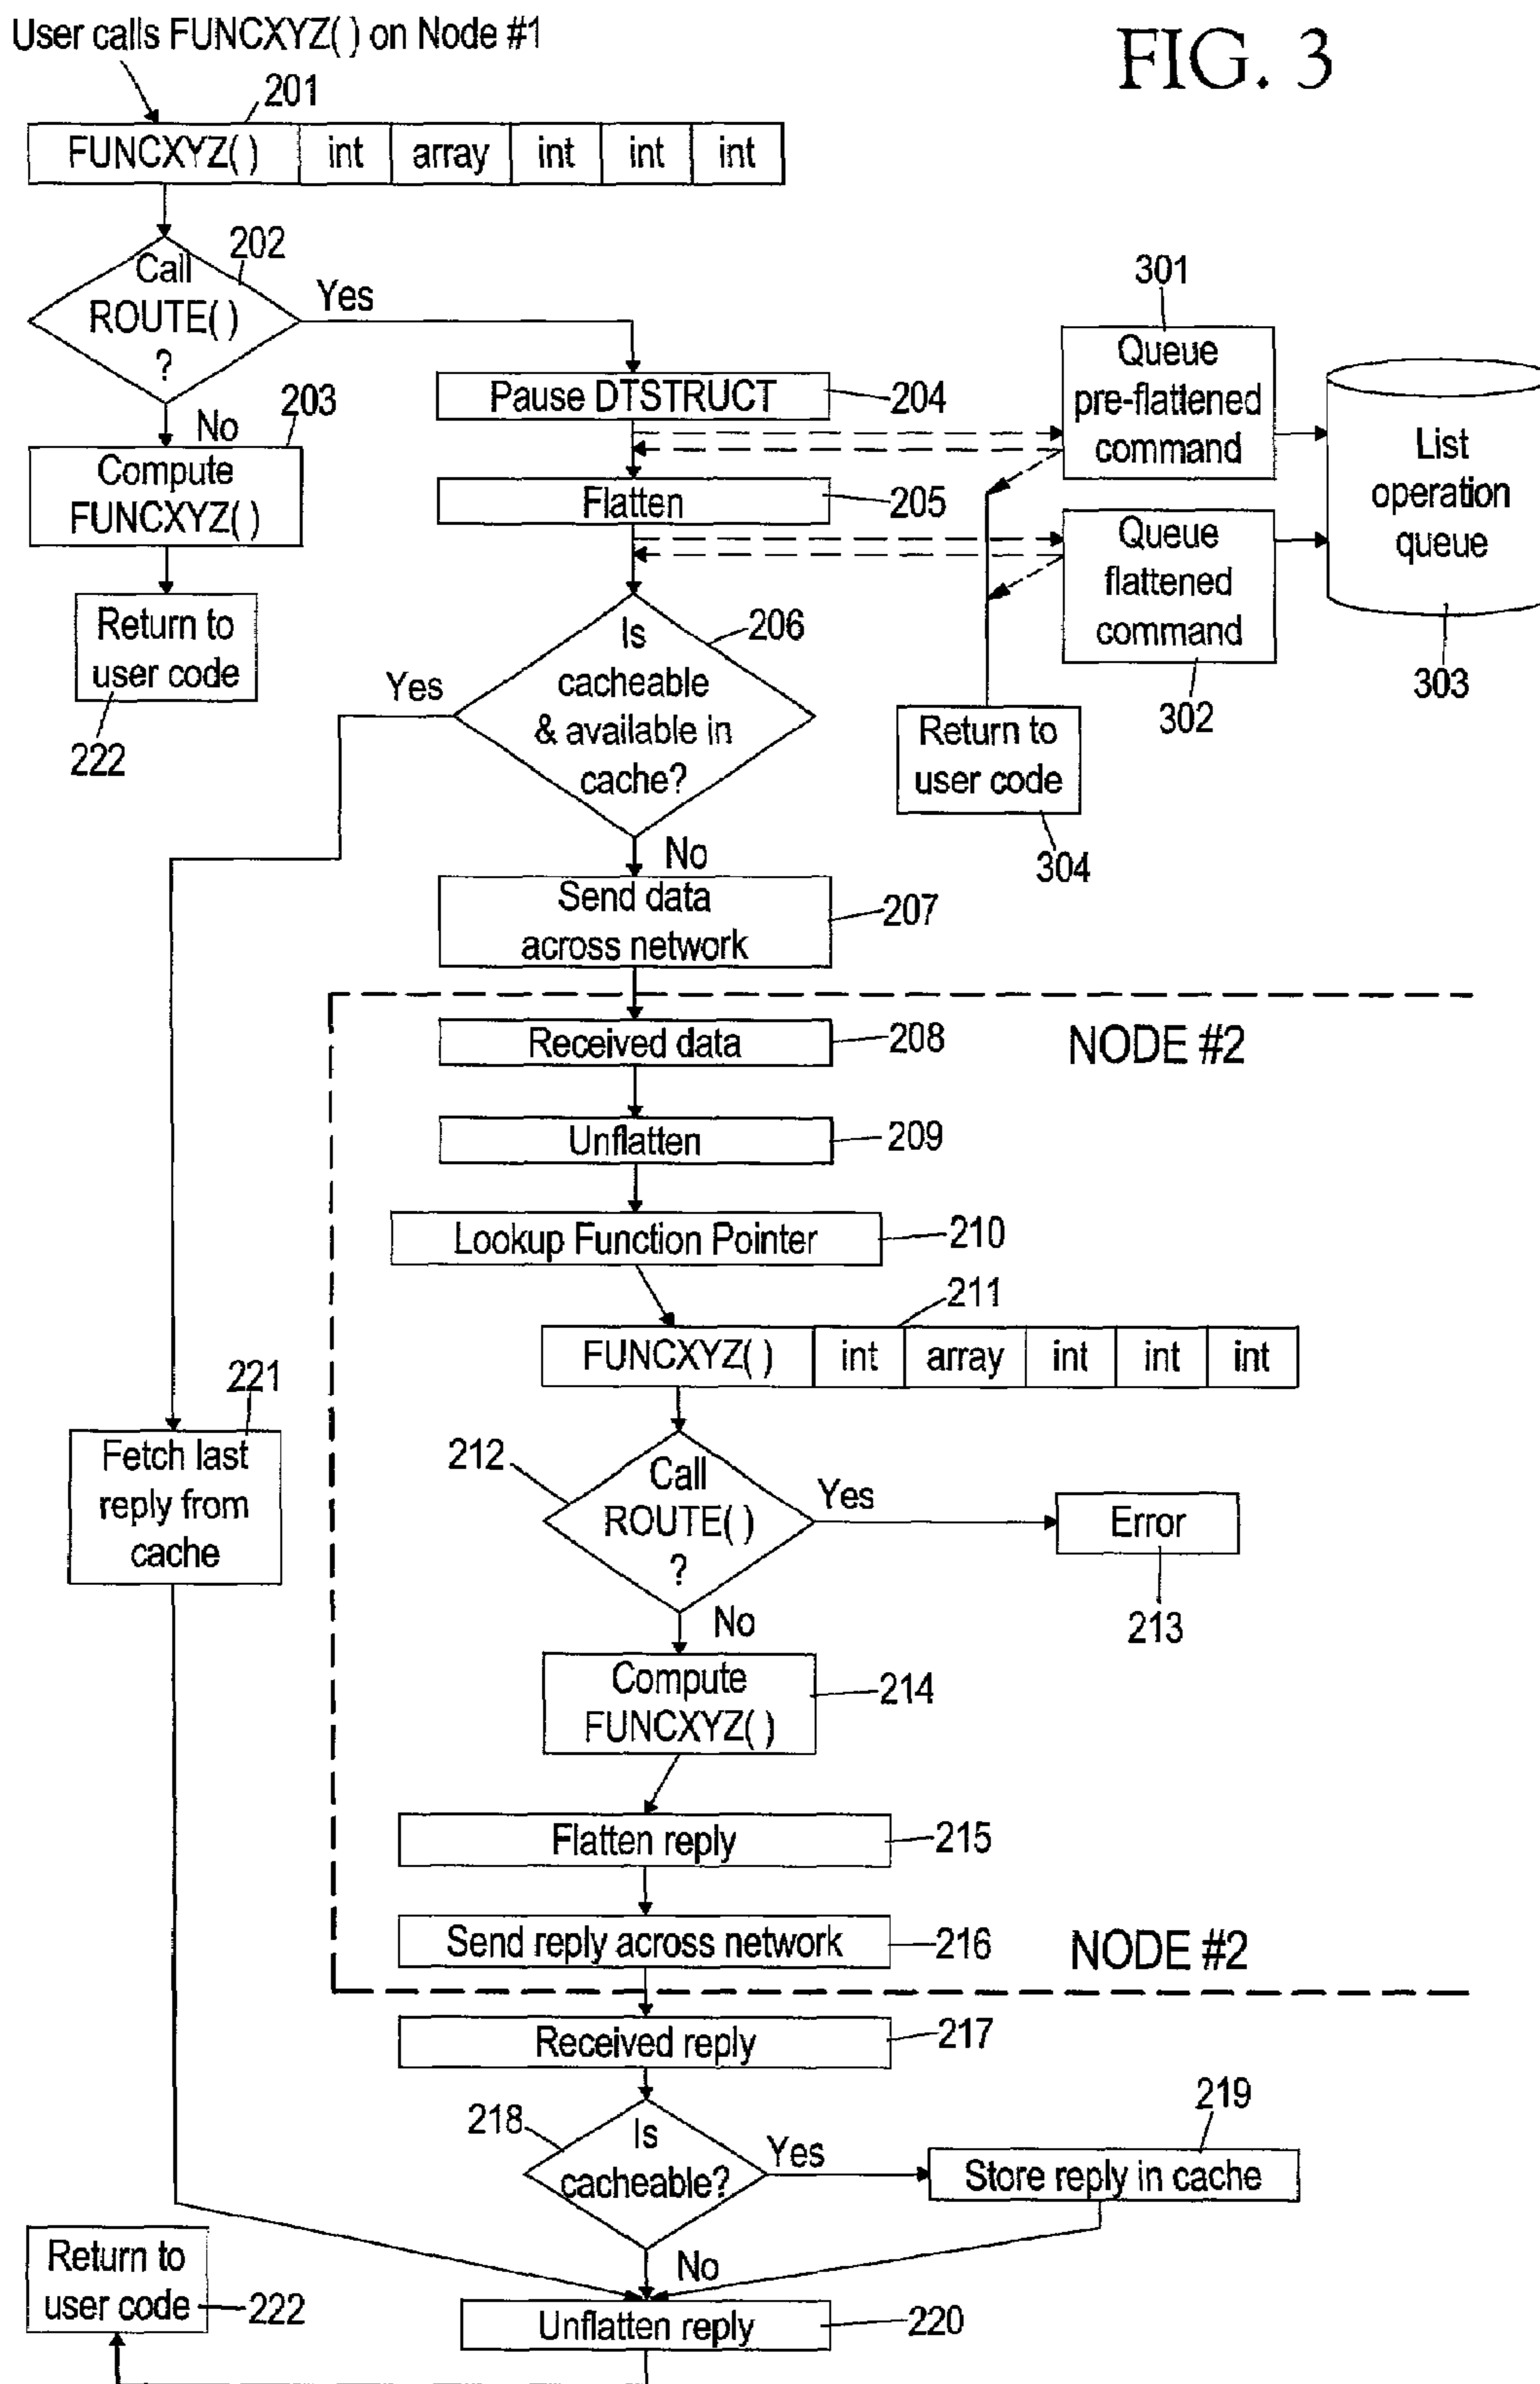 User calls FUNCXYZ( ) on Node #1
FIG. 3
201
FUNCXYZ( ) int array int int int
202
Call
ROUTE( )
?
Yes
No
203
Compute
FUNCXYZ( )
Return to
user code
222
Pause DTSTRUCT
204
Flatten
205
301
Queue
pre-flattened
command
Queue
flattened
command
302
List
operation
queue
303
Return to
user code
304
Is
cacheable
& available in
cache?
206
Yes
No
Send data
across network
207
NODE #2
Received data
208
Unflatten
209
Lookup Function Pointer
210
211
FUNCXYZ( ) int array int int int
212
Call
ROUTE( )
?
Yes
Error
213
No
Compute
FUNCXYZ( )
214
221
Fetch last
reply from
cache
Flatten reply
215
Send reply across network
216
NODE #2
Received reply
217
218
Is
cacheable?
Yes
219
Store reply in cache
No
Return to
user code
222
Unflatten reply
220